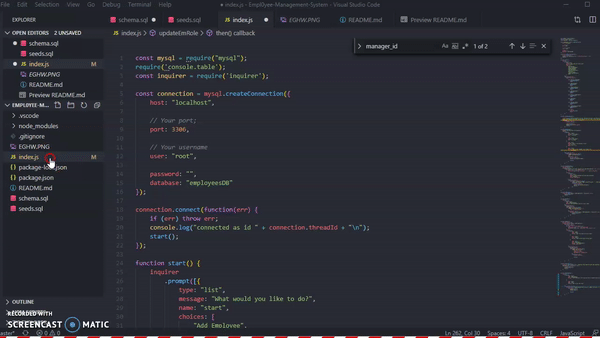 File Edit Selection View Go Run Terminal Help
● index.js - Employee-Management-System - Visual Studio Code
EXPLORER
schema.sql seeds.sql index.js EGHW.PNG README.md Preview README.md
OPEN EDITORS 2 UNSAVED
index.js > updateEmRole > then() callback
schema.sql
seeds.sql
index.js M
EGHW.PNG
README.md
Preview README.md
manager_id
1 of 2
EMPLOYEE-M...
.vscode
node_modules
.gitignore
EGHW.PNG
index.js M
package-lock.json
package.json
README.md
schema.sql
seeds.sql
const mysql = require("mysql");
require('console.table');
const inquirer = require('inquirer');
const connection = mysql.createConnection({
host: "localhost",
// Your port;
port: 3306,
// Your username
user: "root",
password: "",
database: "employeesDB"
});
connection.connect(function(err) {
if (err) throw err;
console.log("connected as id " + connection.threadId + "\n");
start();
});
function start() {
inquirer
.prompt([{
type: "list",
message: "What would you like to do?",
name: "start",
choices: [
"Add Employee",
OUTLINE
RECORDED WITH
SCREENCAST MATIC
Ln 262, Col 30 Spaces: 4 UTF-8 CRLF JavaScript